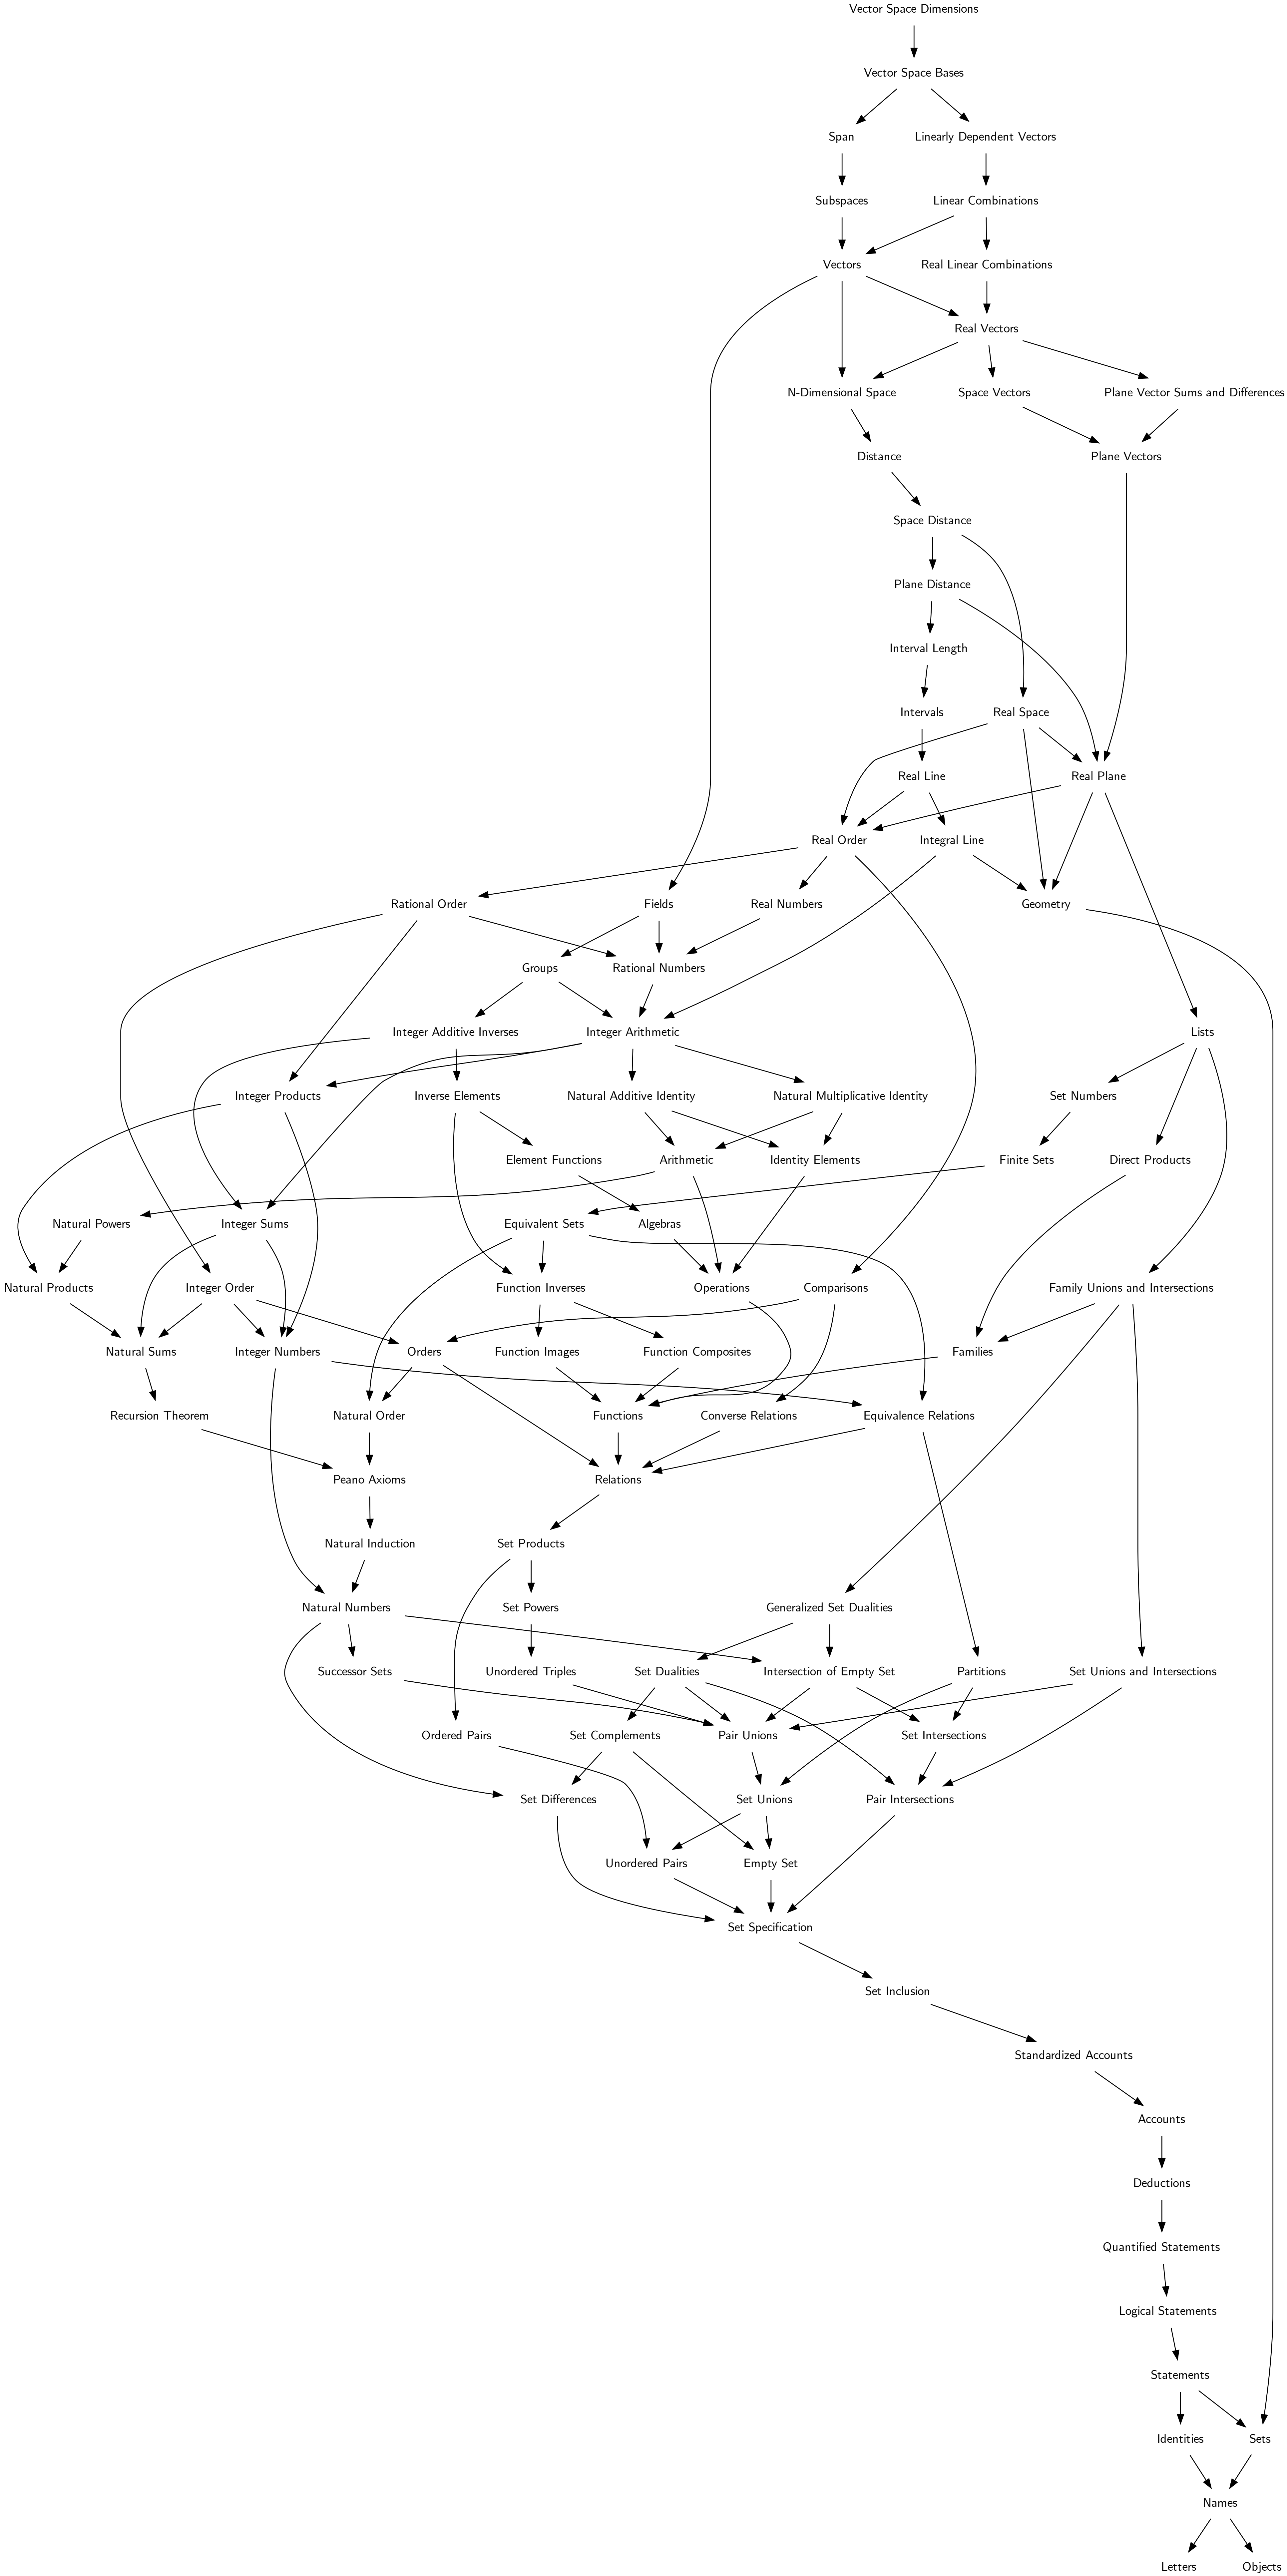 Vector Space Dimensions
Vector Space Bases
Span
Linearly Dependent Vectors
Subspaces
Linear Combinations
Vectors
Real Linear Combinations
Real Vectors
N-Dimensional Space
Space Vectors
Plane Vector Sums and Differences
Distance
Plane Vectors
Space Distance
Plane Distance
Interval Length
Intervals
Real Space
Real Line
Real Plane
Real Order
Integral Line
Rational Order
Fields
Real Numbers
Geometry
Groups
Rational Numbers
Integer Additive Inverses
Integer Arithmetic
Lists
Integer Products
Inverse Elements
Natural Additive Identity
Natural Multiplicative Identity
Set Numbers
Element Functions
Arithmetic
Identity Elements
Finite Sets
Direct Products
Natural Powers
Integer Sums
Equivalent Sets
Algebras
Natural Products
Integer Order
Function Inverses
Operations
Comparisons
Family Unions and Intersections
Natural Sums
Integer Numbers
Orders
Function Images
Function Composites
Families
Recursion Theorem
Natural Order
Functions
Converse Relations
Equivalence Relations
Peano Axioms
Relations
Natural Induction
Set Products
Natural Numbers
Set Powers
Generalized Set Dualities
Successor Sets
Unordered Triples
Set Dualities
Intersection of Empty Set
Partitions
Set Unions and Intersections
Ordered Pairs
Set Complements
Pair Unions
Set Intersections
Set Differences
Set Unions
Pair Intersections
Unordered Pairs
Empty Set
Set Specification
Set Inclusion
Standardized Accounts
Accounts
Deductions
Quantified Statements
Logical Statements
Statements
Identities
Sets
Names
Letters
Objects